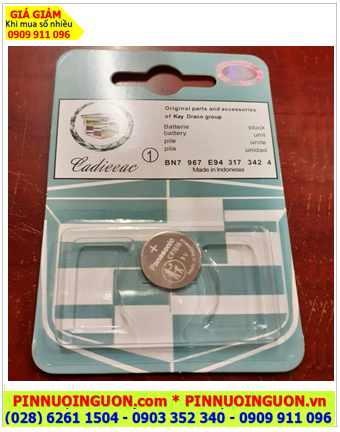 GIÁ GIẢM
Khi mua số nhiều
0909 911 096
Original parts and accessories
of Kay Draco group
Batterie stuck
battery unit
pile unite
pila unidad
Cadieeac
1
BN7 967 E94 317 342 4
Made in Indonesia
+
Panasonic
3V
PINNUOINGUON.com * PINNUOINGUON.vn
(028) 6261 1504 - 0903 352 340 - 0909 911 096